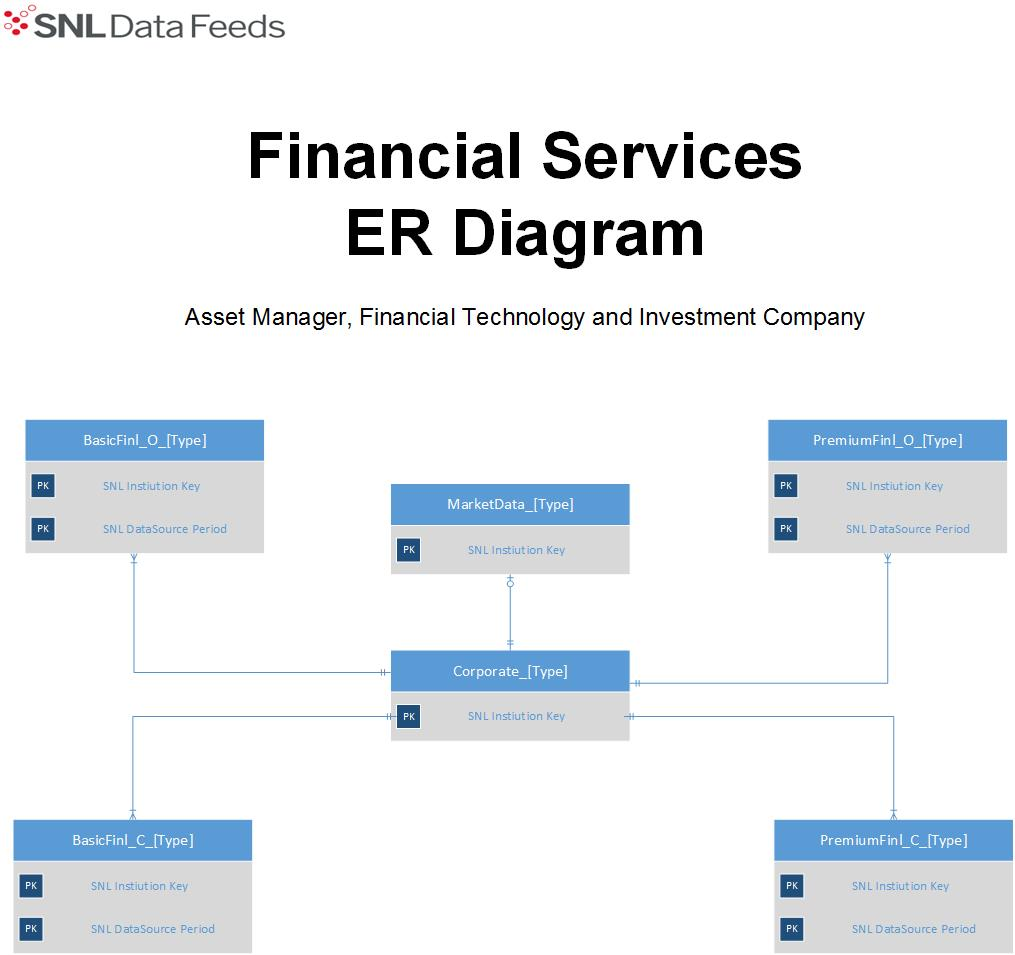 SNL Data Feeds
Financial Services
ER Diagram
Asset Manager, Financial Technology and Investment Company
BasicFinl_O_[Type]
PK SNL Instiution Key
PK SNL DataSource Period
PremiumFinl_O_[Type]
PK SNL Instiution Key
PK SNL DataSource Period
MarketData_[Type]
PK SNL Instiution Key
Corporate_[Type]
PK SNL Instiution Key
BasicFinl_C_[Type]
PK SNL Instiution Key
PK SNL DataSource Period
PremiumFinl_C_[Type]
PK SNL Instiution Key
PK SNL DataSource Period